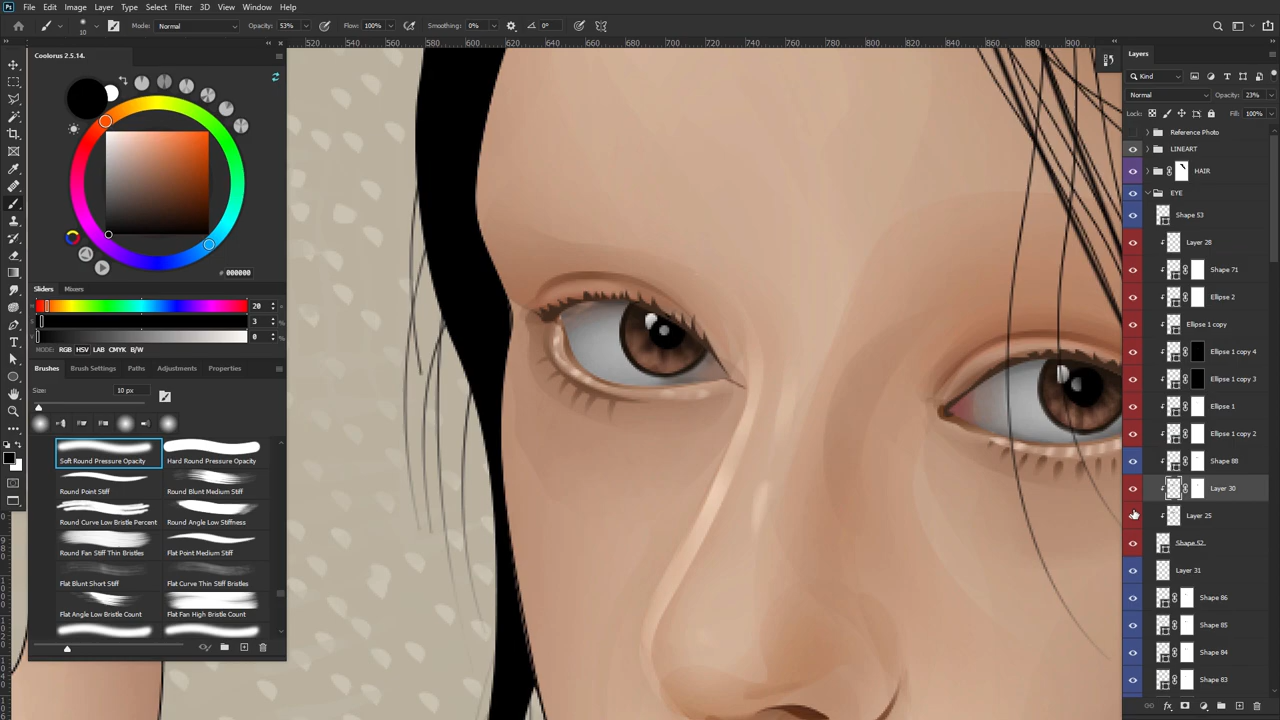 Ps File Edit Image Layer Type Select Filter 3D View Window Help
10 Mode: Normal Opacity: 53% Flow: 100% Smoothing: 0% 0°
520 540 560 580 600 620 640 660 680 700 720 740 760 780 800 820 840 860 880 900
Coolorus 2.5.14.
# 000000
Sliders Mixers
20
3
0
MODE: RGB HSV LAB CMYK B/W
Brushes Brush Settings Paths Adjustments Properties
Size: 10 px
Soft Round Pressure Opacity Hard Round Pressure Opacity
Round Point Stiff Round Blunt Medium Stiff
Round Curve Low Bristle Percent Round Angle Low Stiffness
Round Fan Stiff Thin Bristles Flat Point Medium Stiff
Flat Blunt Short Stiff Flat Curve Thin Stiff Bristles
Flat Angle Low Bristle Count Flat Fan High Bristle Count
Layers
Kind
Normal Opacity: 23%
Lock: Fill: 100%
Reference Photo
LINEART
HAIR
EYE
Shape 53
Layer 28
Shape 71
Ellipse 2
Ellipse 1 copy
Ellipse 1 copy 4
Ellipse 1 copy 3
Ellipse 1
Ellipse 1 copy 2
Shape 88
Layer 30
Layer 25
Shape 52
Layer 31
Shape 86
Shape 85
Shape 84
Shape 83